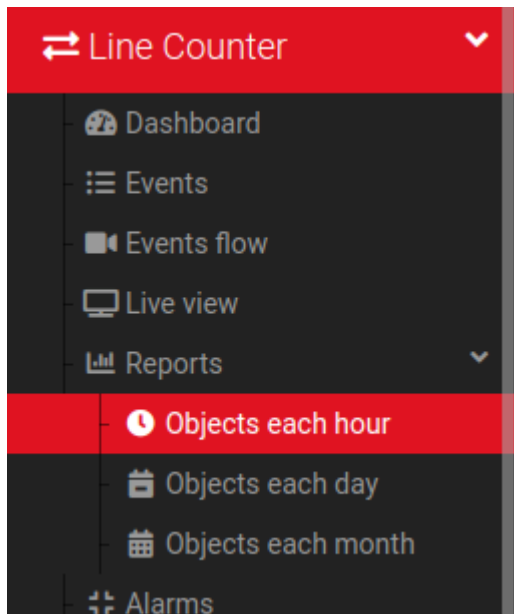 Line Counter
Dashboard
Events
Events flow
Live view
Reports
Objects each hour
Objects each day
Objects each month
Alarms